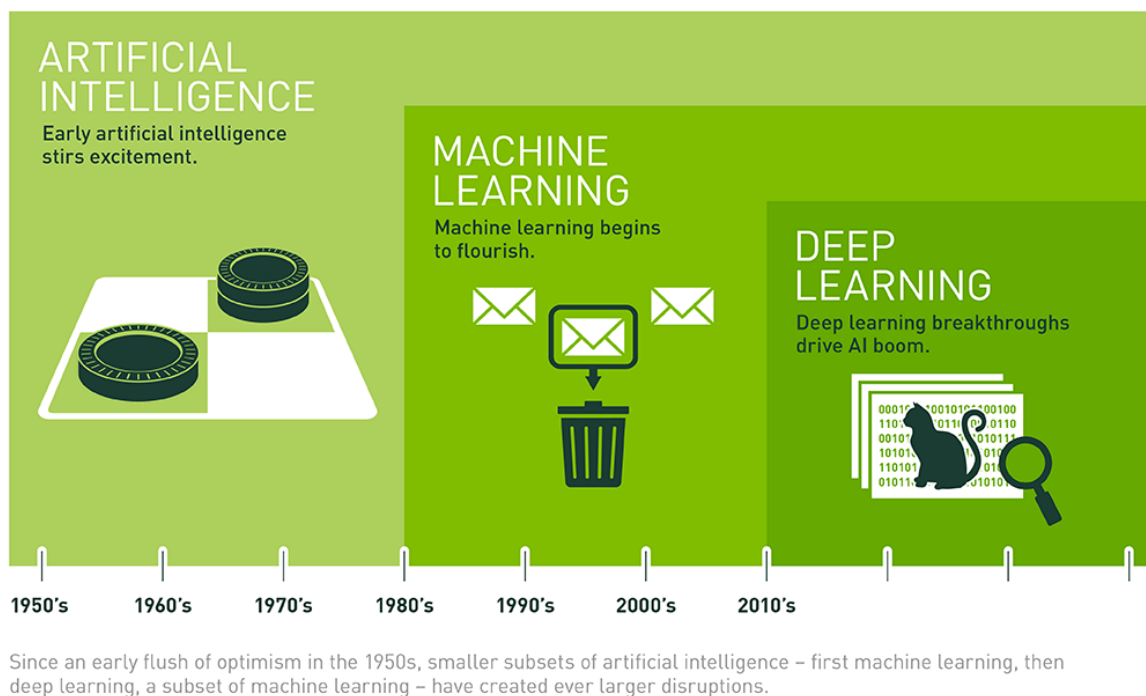 ARTIFICIAL
INTELLIGENCE
Early artificial intelligence
stirs excitement.
MACHINE
LEARNING
Machine learning begins
to flourish.
DEEP
LEARNING
Deep learning breakthroughs
drive AI boom.
1950's
1960's
1970's
1980's
1990's
2000's
2010's
Since an early flush of optimism in the 1950s, smaller subsets of artificial intelligence – first machine learning, then
deep learning, a subset of machine learning – have created ever larger disruptions.